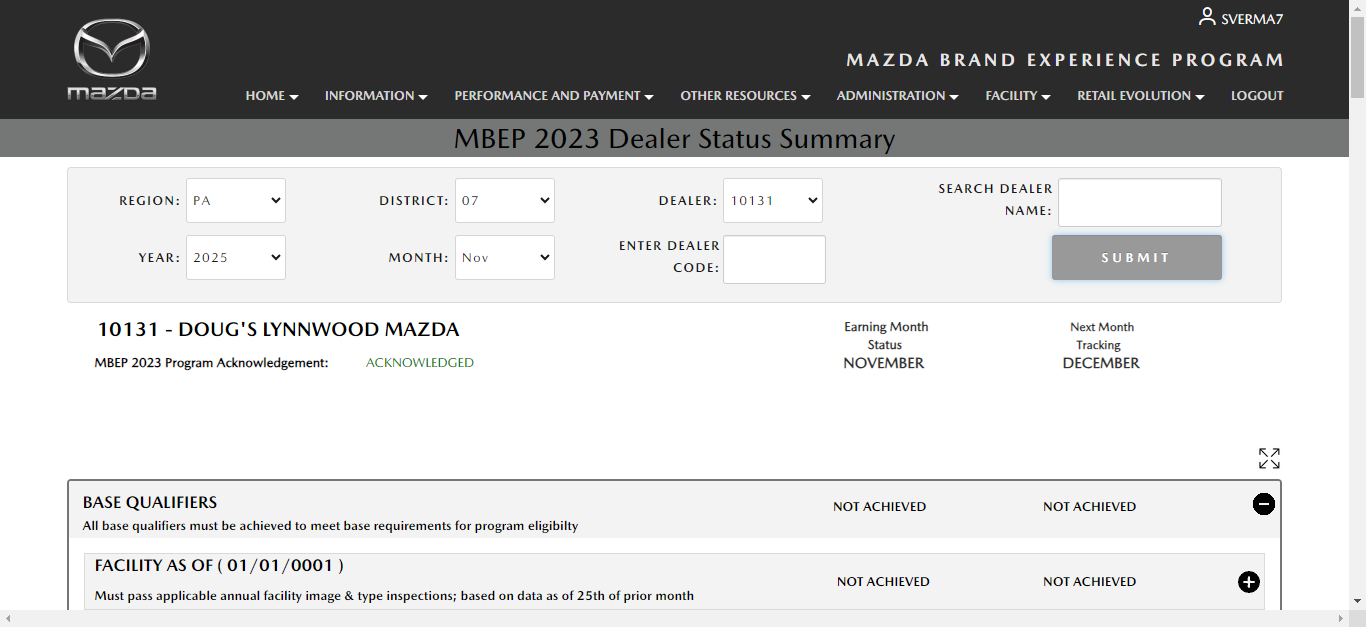 SVERMA7
mazda
MAZDA BRAND EXPERIENCE PROGRAM
HOME INFORMATION PERFORMANCE AND PAYMENT OTHER RESOURCES ADMINISTRATION FACILITY RETAIL EVOLUTION LOGOUT
MBEP 2023 Dealer Status Summary
REGION: PA DISTRICT: 07 DEALER: 10131 SEARCH DEALER
NAME:
YEAR: 2025 MONTH: Nov ENTER DEALER
CODE: SUBMIT
10131 - DOUG'S LYNNWOOD MAZDA
Earning Month
Status
NOVEMBER
Next Month
Tracking
DECEMBER
MBEP 2023 Program Acknowledgement: ACKNOWLEDGED
BASE QUALIFIERS NOT ACHIEVED NOT ACHIEVED
All base qualifiers must be achieved to meet base requirements for program eligibilty
FACILITY AS OF ( 01/01/0001 ) NOT ACHIEVED NOT ACHIEVED
Must pass applicable annual facility image & type inspections; based on data as of 25th of prior month